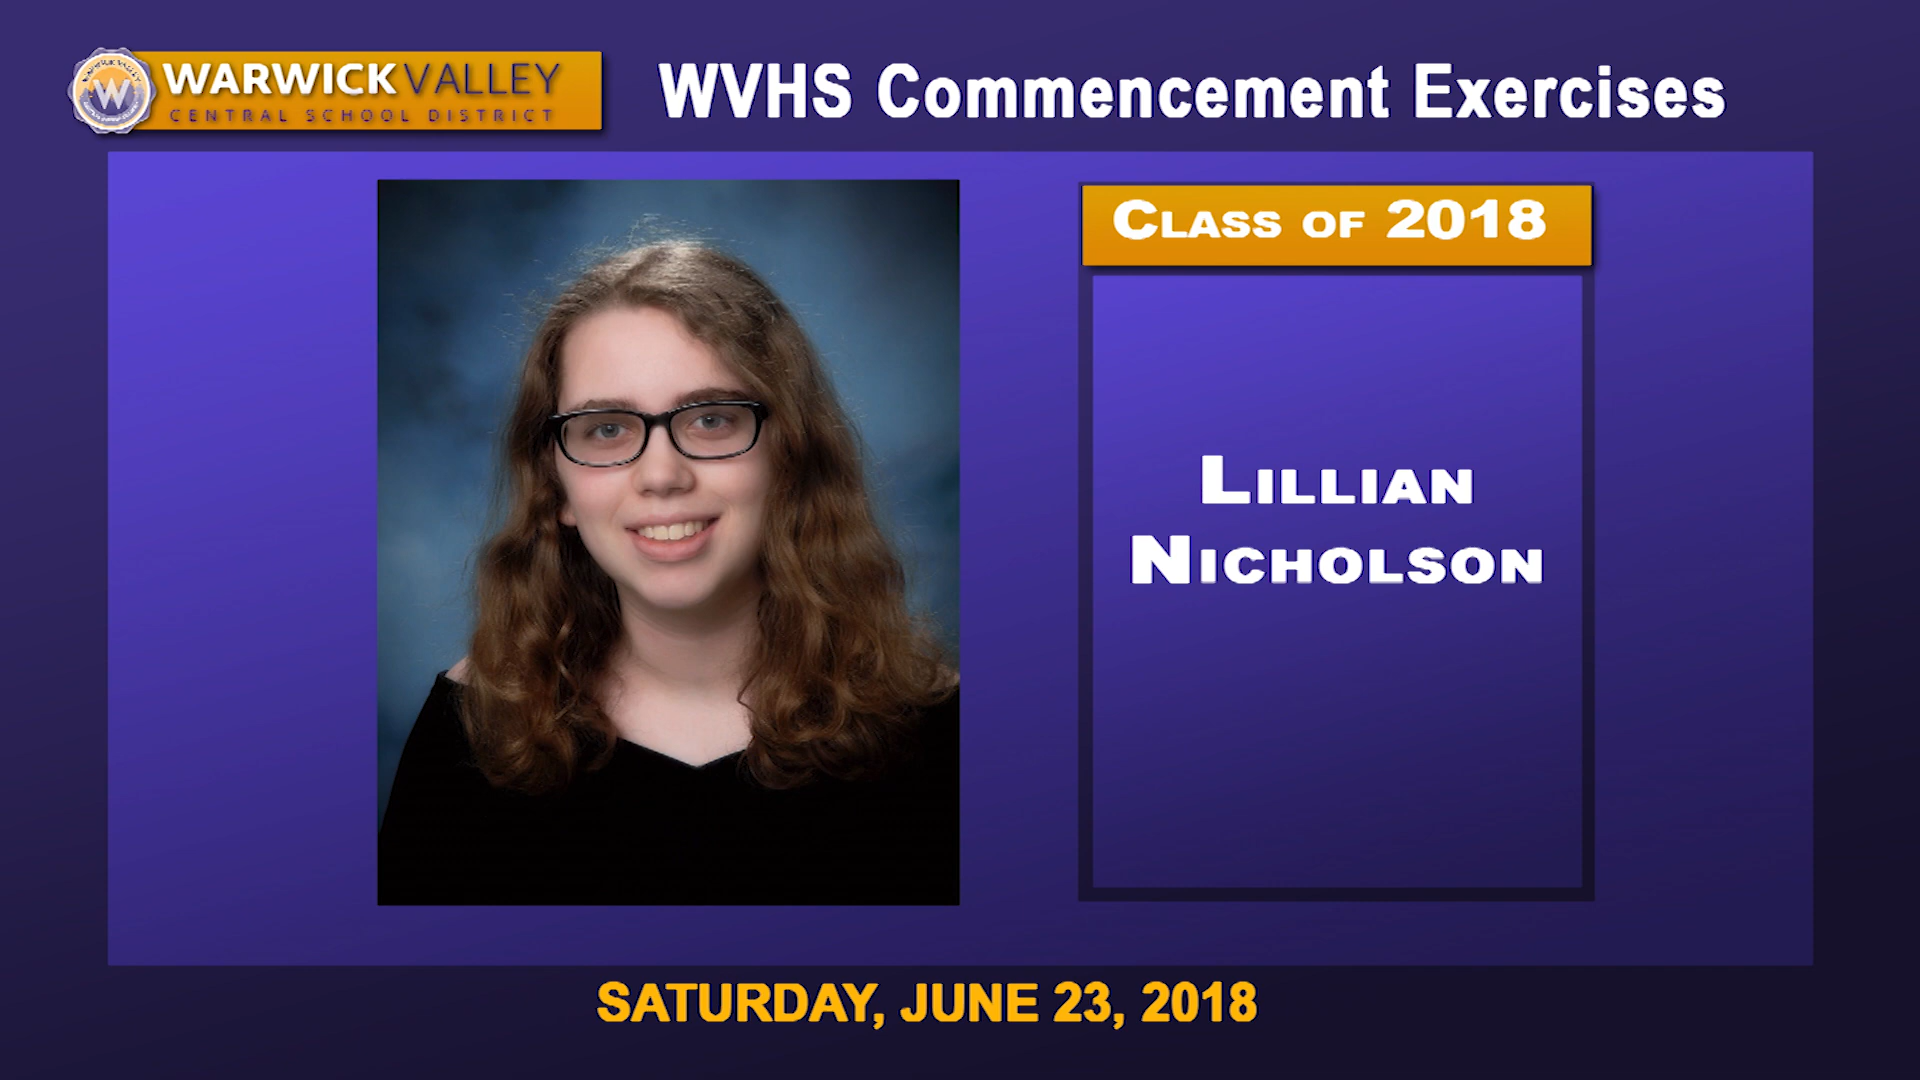 WARWICK VALLEY
CENTRAL SCHOOL DISTRICT
W
WVHS Commencement Exercises
CLASS OF 2018
LILLIAN
NICHOLSON
SATURDAY, JUNE 23, 2018